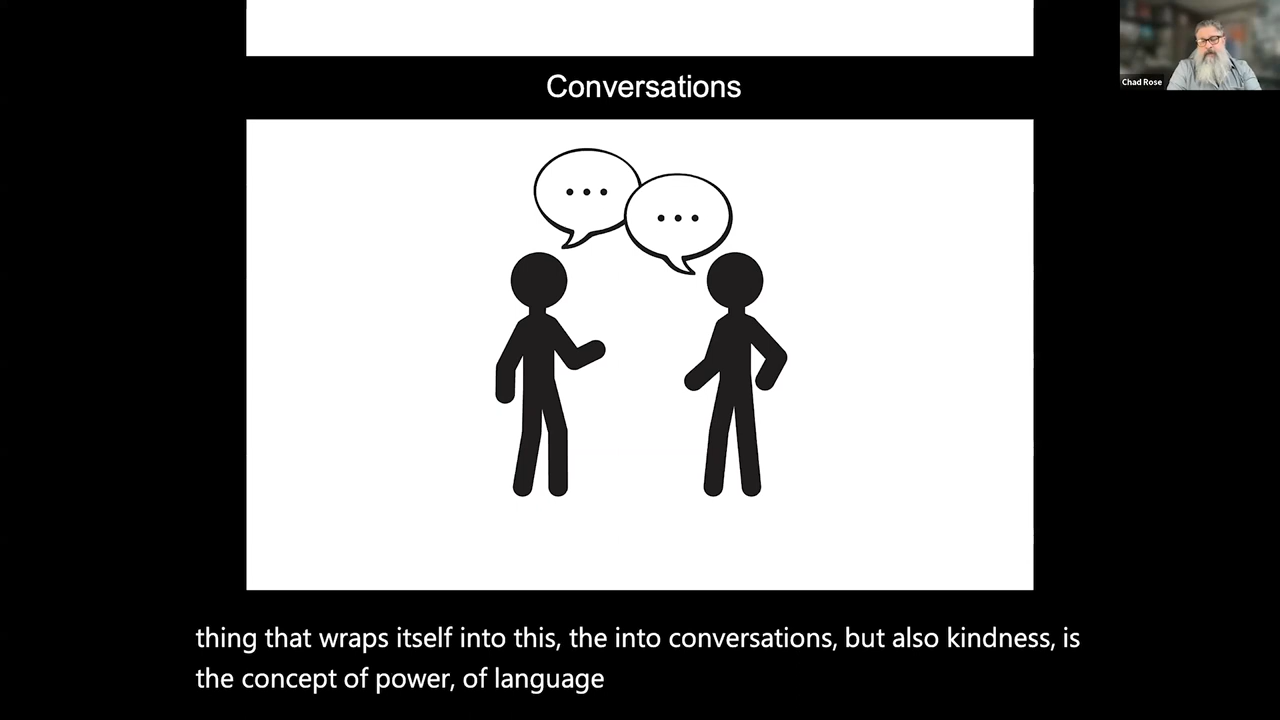 Conversations
Chad Rose
thing that wraps itself into this, the into conversations, but also kindness, is
the concept of power, of language